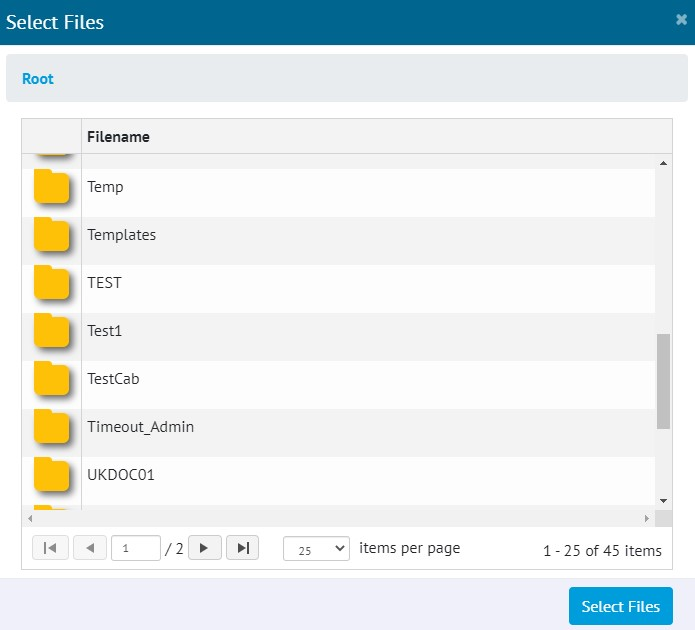 Select Files
Root
Filename
Temp
Templates
TEST
Test1
TestCab
Timeout_Admin
UKDOC01
1 / 2 25 items per page 1 - 25 of 45 items
Select Files